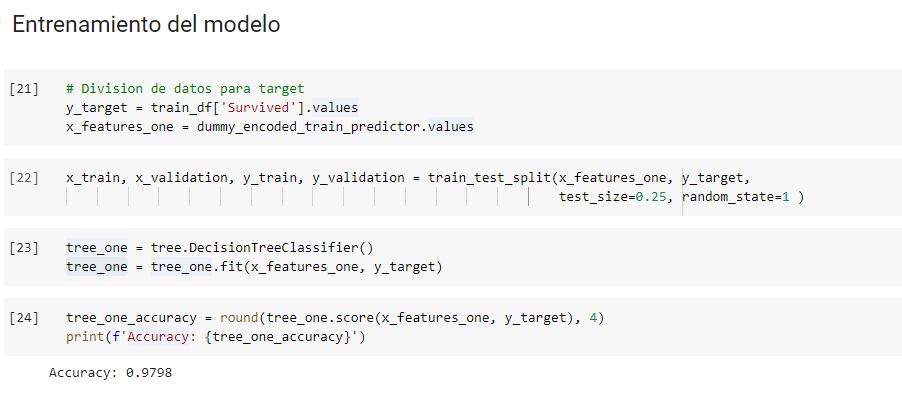 Entrenamiento del modelo
[21] # Division de datos para target
y_target = train_df['Survived'].values
x_features_one = dummy_encoded_train_predictor.values
[22] x_train, x_validation, y_train, y_validation = train_test_split(x_features_one, y_target,
test_size=0.25, random_state=1 )
[23] tree_one = tree.DecisionTreeClassifier()
tree_one = tree_one.fit(x_features_one, y_target)
[24] tree_one_accuracy = round(tree_one.score(x_features_one, y_target), 4)
print(f'Accuracy: {tree_one_accuracy}')
Accuracy: 0.9798